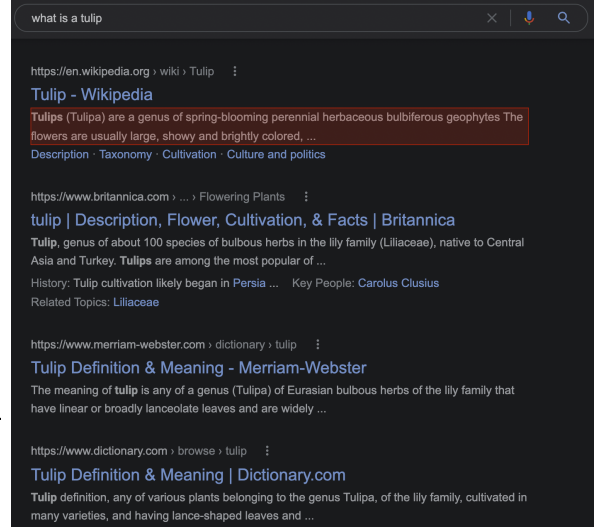 what is a tulip
https://en.wikipedia.org › wiki › Tulip
Tulip - Wikipedia
Tulips (Tulipa) are a genus of spring-blooming perennial herbaceous bulbiferous geophytes The
flowers are usually large, showy and brightly colored, ...
Description · Taxonomy · Cultivation · Culture and politics
https://www.britannica.com › ... › Flowering Plants
tulip | Description, Flower, Cultivation, & Facts | Britannica
Tulip, genus of about 100 species of bulbous herbs in the lily family (Liliaceae), native to Central
Asia and Turkey. Tulips are among the most popular of ...
History: Tulip cultivation likely began in Persia ... Key People: Carolus Clusius
Related Topics: Liliaceae
https://www.merriam-webster.com › dictionary › tulip
Tulip Definition & Meaning - Merriam-Webster
The meaning of tulip is any of a genus (Tulipa) of Eurasian bulbous herbs of the lily family that
have linear or broadly lanceolate leaves and are widely ...
https://www.dictionary.com › browse › tulip
Tulip Definition & Meaning | Dictionary.com
Tulip definition, any of various plants belonging to the genus Tulipa, of the lily family, cultivated in
many varieties, and having lance-shaped leaves and ...